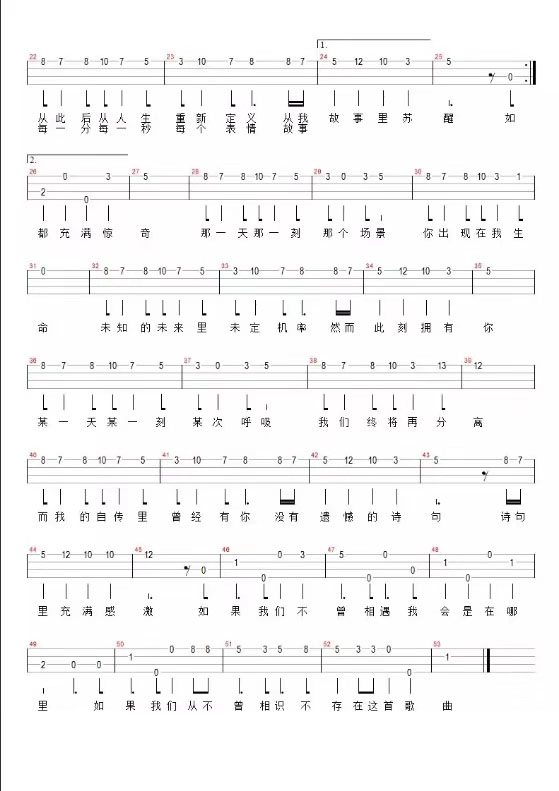 1.
22 8 7 8 10 7 5 23 3 10 7 8 8 7 24 5 12 10 3 25 5 0
从此后从人生 重新定义 从我 故事里苏醒 如
每一分每一秒 每个表情 故事
2.
26 2 0 0 3 27 5 28 8 7 8 10 7 5 29 3 0 3 5 30 8 7 8 10 3 1
都充满惊奇 那一天那一刻 那个场景 你出现在我生
31 0 32 8 7 8 10 7 5 33 3 10 7 8 8 7 34 5 12 10 3 35 5
命 未知的未来里 未定机率 然而此刻拥有你
36 8 7 8 10 7 5 37 3 0 3 5 38 8 7 8 10 3 13 39 12
某一天某一刻 某次呼吸 我们终将再分高
40 8 7 8 10 7 5 41 3 10 7 8 8 7 42 5 12 10 3 43 5 8 7
而我的自传里 曾经有你 没有遗憾的诗句 诗句
44 5 12 10 10 45 12 0 46 1 0 0 3 47 5 0 0 0 48 1 0 0 1
里充满感激 如果我们不曾相遇我会是在哪
49 2 0 0 50 1 0 0 8 8 51 5 3 5 8 52 5 3 3 0 0 53 1
里 如果我们从不曾相识 不存在这首歌曲